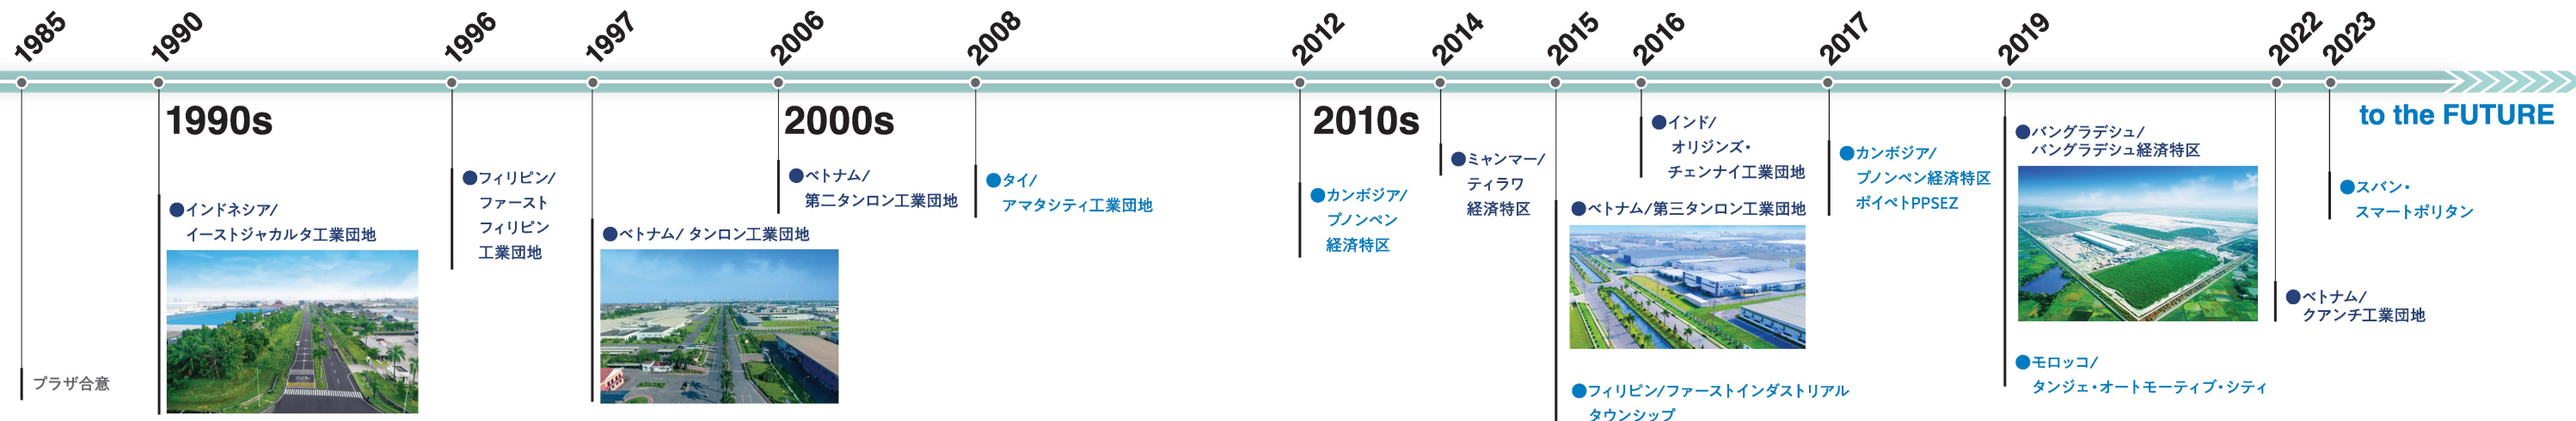 1985
1990
1996
1997
2006
2008
2012
2014
2015
2016
2017
2019
2022
2023
1990s
2000s
2010s
to the FUTURE
プラザ合意
●インドネシア/
イーストジャカルタ工業団地
●フィリピン/
ファースト
フィリピン
工業団地
●ベトナム/ タンロン工業団地
●ベトナム/
第二タンロン工業団地
●タイ/
アマタシティ工業団地
●カンボジア/
プノンペン
経済特区
●ミャンマー/
ティラワ
経済特区
●ベトナム/第三タンロン工業団地
●フィリピン/ファーストインダストリアル
タウンシップ
●インド/
オリジンズ・
チェンナイ工業団地
●カンボジア/
プノンペン経済特区
ポイペトPPSEZ
●バングラデシュ/
バングラデシュ経済特区
●モロッコ/
タンジェ・オートモーティブ・シティ
●ベトナム/
クアンチ工業団地
●スバン・
スマートポリタン